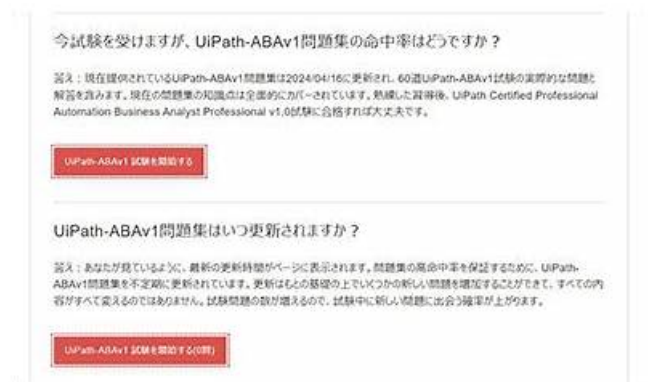 今試験を受けますが、UiPath-ABAv1問題集の命中率はどうですか？
答え：現在提供されているUiPath-ABAv1問題集は2024/04/16に更新され、60道UiPath-ABAv1試験の実際的な問題と
解答を含みます。現在の問題集の知識点は全面的にカバーされています。熟練した習得後、UiPath Certified Professional
Automation Business Analyst Professional v1.0試験に合格すれば大丈夫です。
UiPath-ABAv1 試験を開始する
UiPath-ABAv1問題集はいつ更新されますか？
答え：あなたが見ているように、最新の更新時間がページに表示されます。問題集の高命中率を保証するために、UiPath-
ABAv1問題集を不定期に更新されています。更新はもとの基礎の上でいくつかの新しい問題を増加することができて、すべての内
容がすべて変えるのではありません。試験問題の数が増えるので、試験中に新しい問題に出会う確率が上がります。
UiPath-ABAv1 試験を開始する(0問)